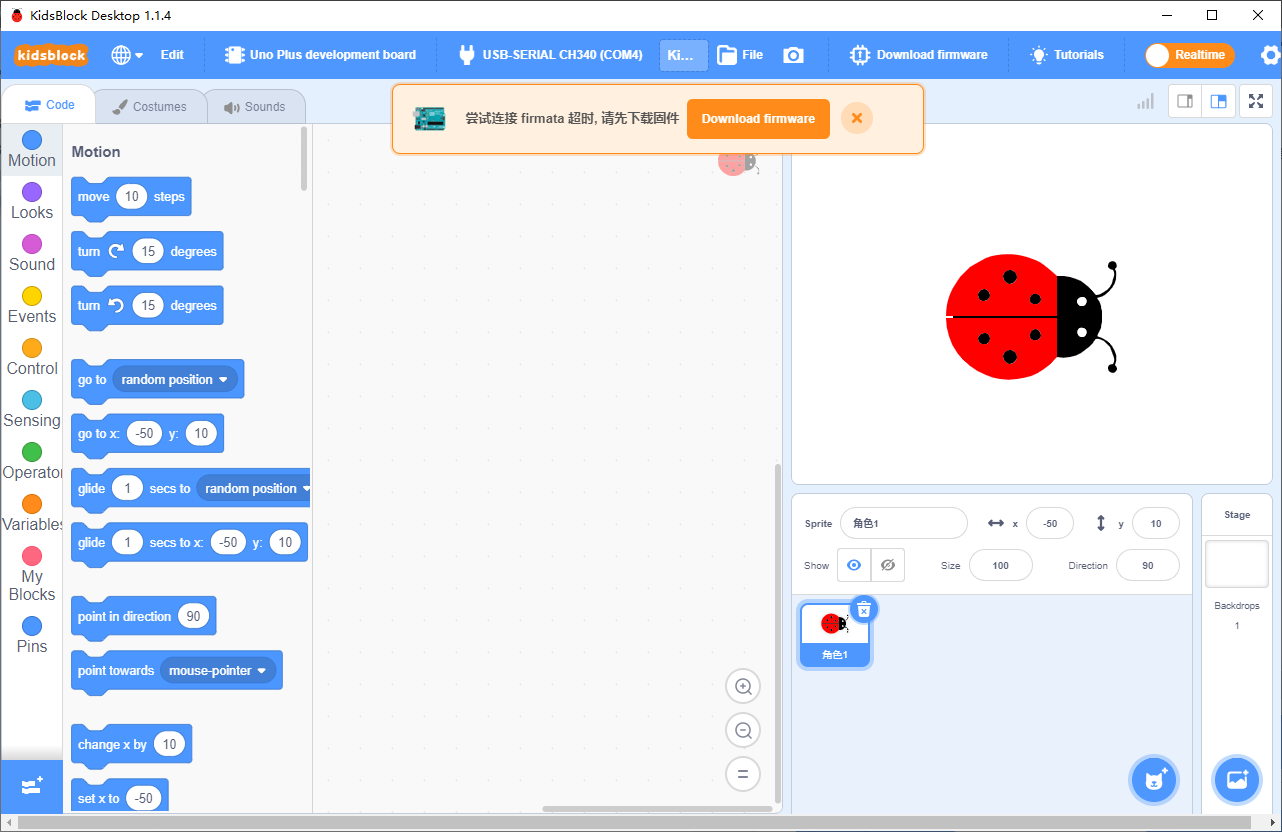 KidsBlock Desktop 1.1.4
kidsblock
Edit
Uno Plus development board
USB-SERIAL CH340 (COM4)
Ki...
File
Download firmware
Tutorials
Realtime
Code
Costumes
Sounds
尝试连接 firmata 超时, 请先下载固件
Download firmware
Motion
Looks
Sound
Events
Control
Sensing
Operator
Variables
My
Blocks
Pins
Motion
move 10 steps
turn 15 degrees
turn 15 degrees
go to random position
go to x: -50 y: 10
glide 1 secs to random position
glide 1 secs to x: -50 y: 10
point in direction 90
point towards mouse-pointer
change x by 10
set x to -50
Sprite 角色1 x -50 y 10
Show Size 100 Direction 90
角色1
Stage
Backdrops
1